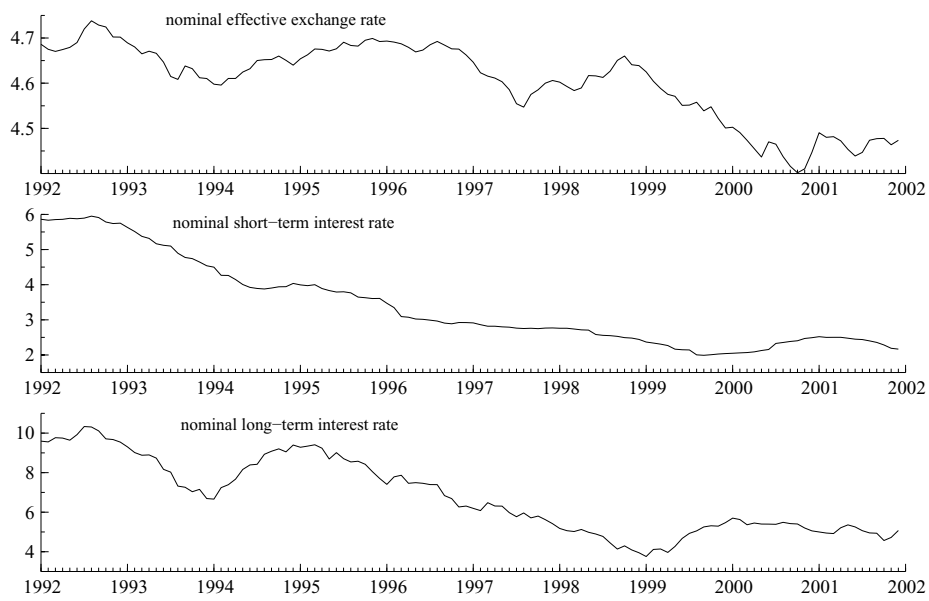 nominal effective exchange rate
4.7
4.6
4.5
1992 1993 1994 1995 1996 1997 1998 1999 2000 2001 2002
nominal short−term interest rate
6
5
4
3
2
1992 1993 1994 1995 1996 1997 1998 1999 2000 2001 2002
nominal long−term interest rate
10
8
6
4
1992 1993 1994 1995 1996 1997 1998 1999 2000 2001 2002